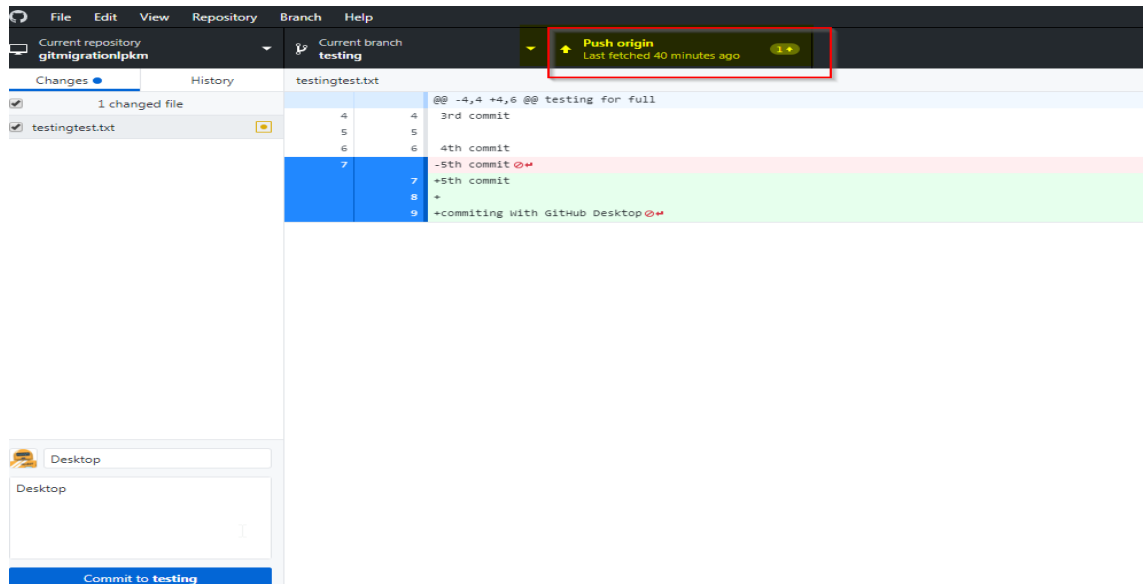 File Edit View Repository Branch Help
Current repository
gitmigrationlpkm
Current branch
testing
Push origin
Last fetched 40 minutes ago
1
Changes History
1 changed file
testingtest.txt
testingtest.txt
@@ -4,4 +4,6 @@ testing for full
4 4 3rd commit
5 5
6 6 4th commit
7 -5th commit
7 +5th commit
8 +
9 +commiting with GitHub Desktop
Desktop
Desktop
Commit to testing